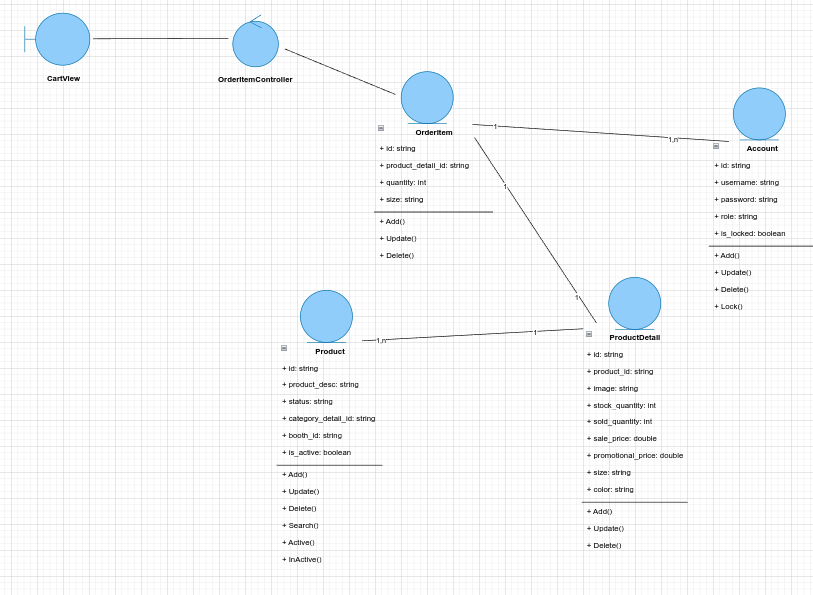 CartView
OrderItemController
OrderItem
+ id: string
+ product_detail_id: string
+ quantity: int
+ size: string
+ Add()
+ Update()
+ Delete()
1
1,n
Account
+ id: string
+ username: string
+ password: string
+ role: string
+ is_locked: boolean
+ Add()
+ Update()
+ Delete()
+ Lock()
1
1
Product
+ id: string
+ product_desc: string
+ status: string
+ category_detail_id: string
+ booth_id: string
+ is_active: boolean
+ Add()
+ Update()
+ Delete()
+ Search()
+ Active()
+ InActive()
1,n
1
ProductDetail
+ id: string
+ product_id: string
+ image: string
+ stock_quantity: int
+ sold_quantity: int
+ sale_price: double
+ promotional_price: double
+ size: string
+ color: string
+ Add()
+ Update()
+ Delete()